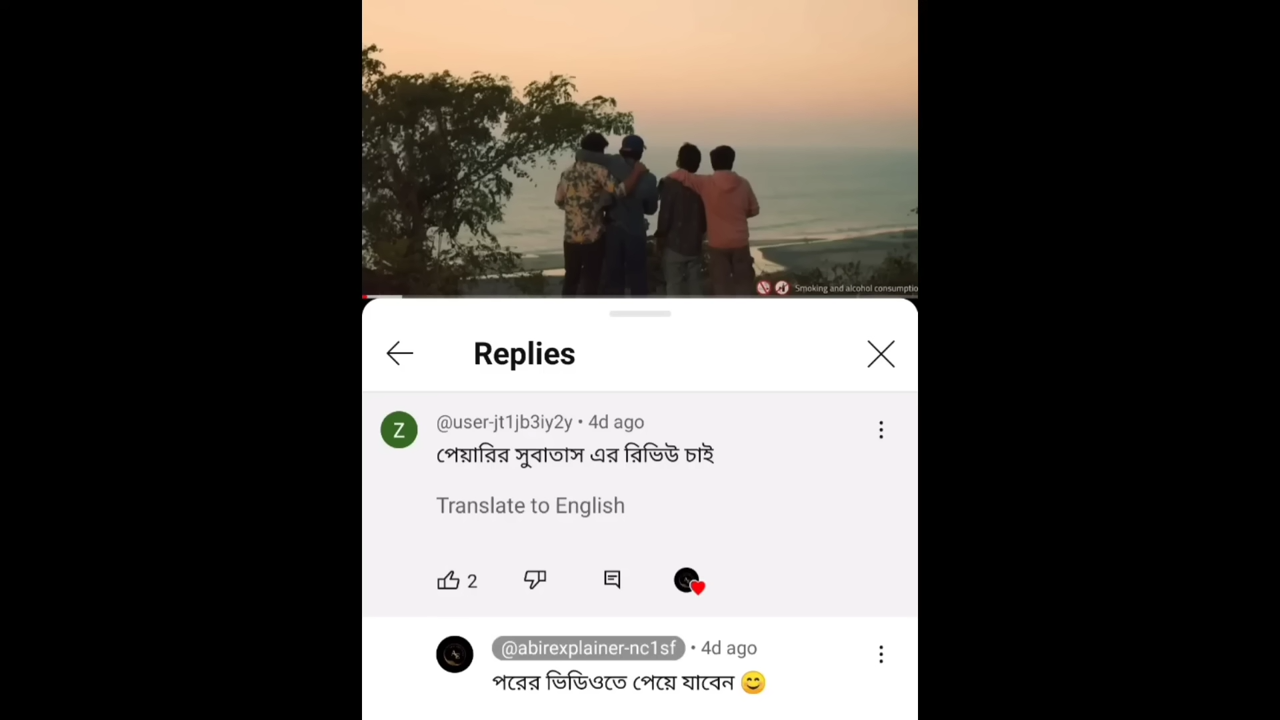 Smoking and alcohol consumptio
Replies
Z
@user-jt1jb3iy2y • 4d ago
পেয়ারির সুবাতাস এর রিভিউ চাই
Translate to English
2
@abirexplainer-nc1sf • 4d ago
পরের ভিডিওতে পেয়ে যাবেন 😊